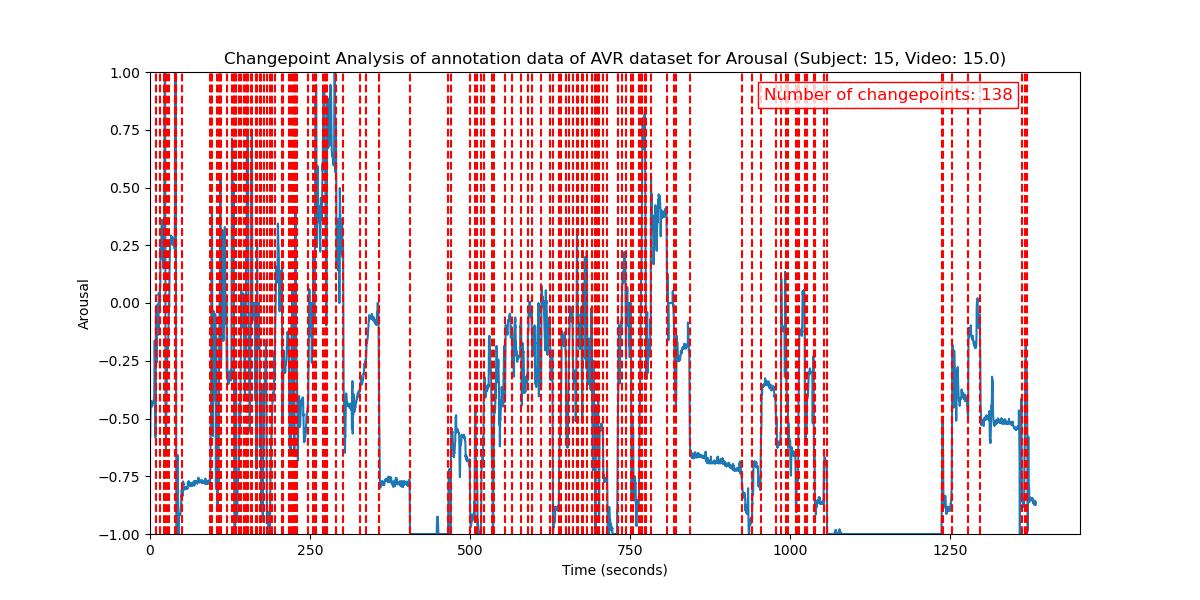 Changepoint Analysis of annotation data of AVR dataset for Arousal (Subject: 15, Video: 15.0)
Number of changepoints: 138
Arousal
1.00
0.75
0.50
0.25
0.00
−0.25
−0.50
−0.75
−1.00
0 250 500 750 1000 1250
Time (seconds)